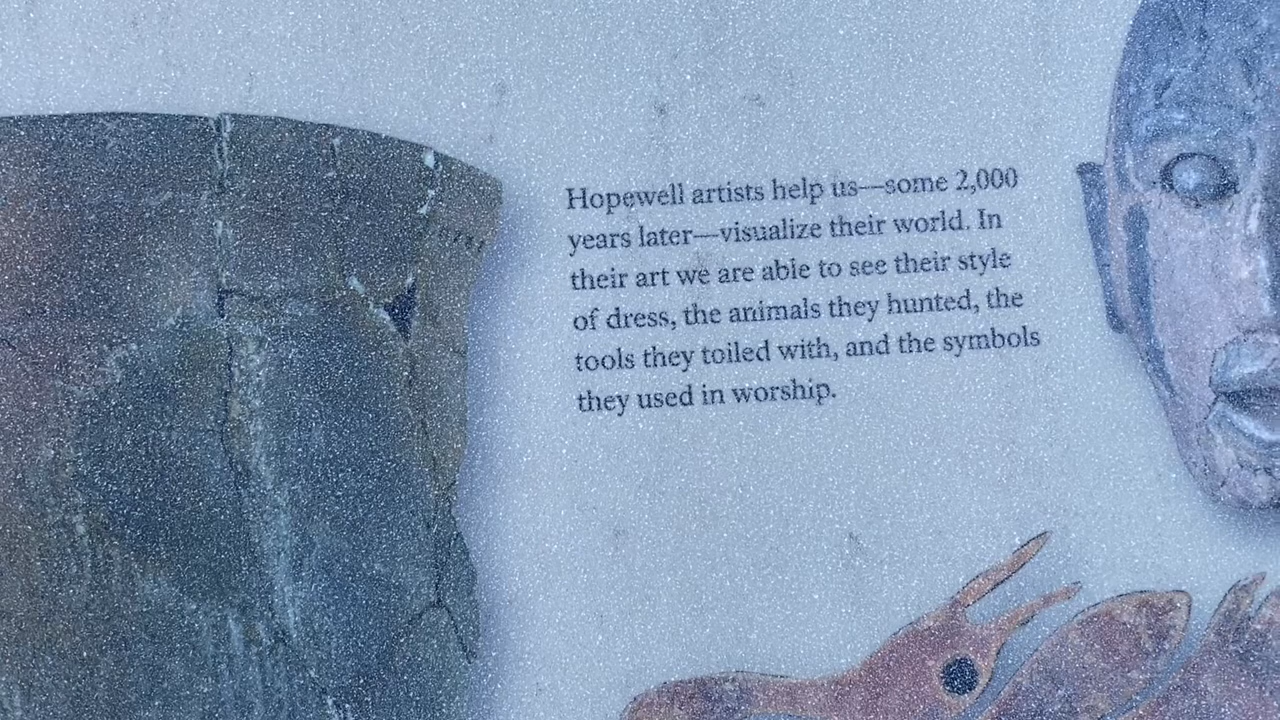 Hopewell artists help us—some 2,000
years later—visualize their world. In
their art we are able to see their style
of dress, the animals they hunted, the
tools they toiled with, and the symbols
they used in worship.